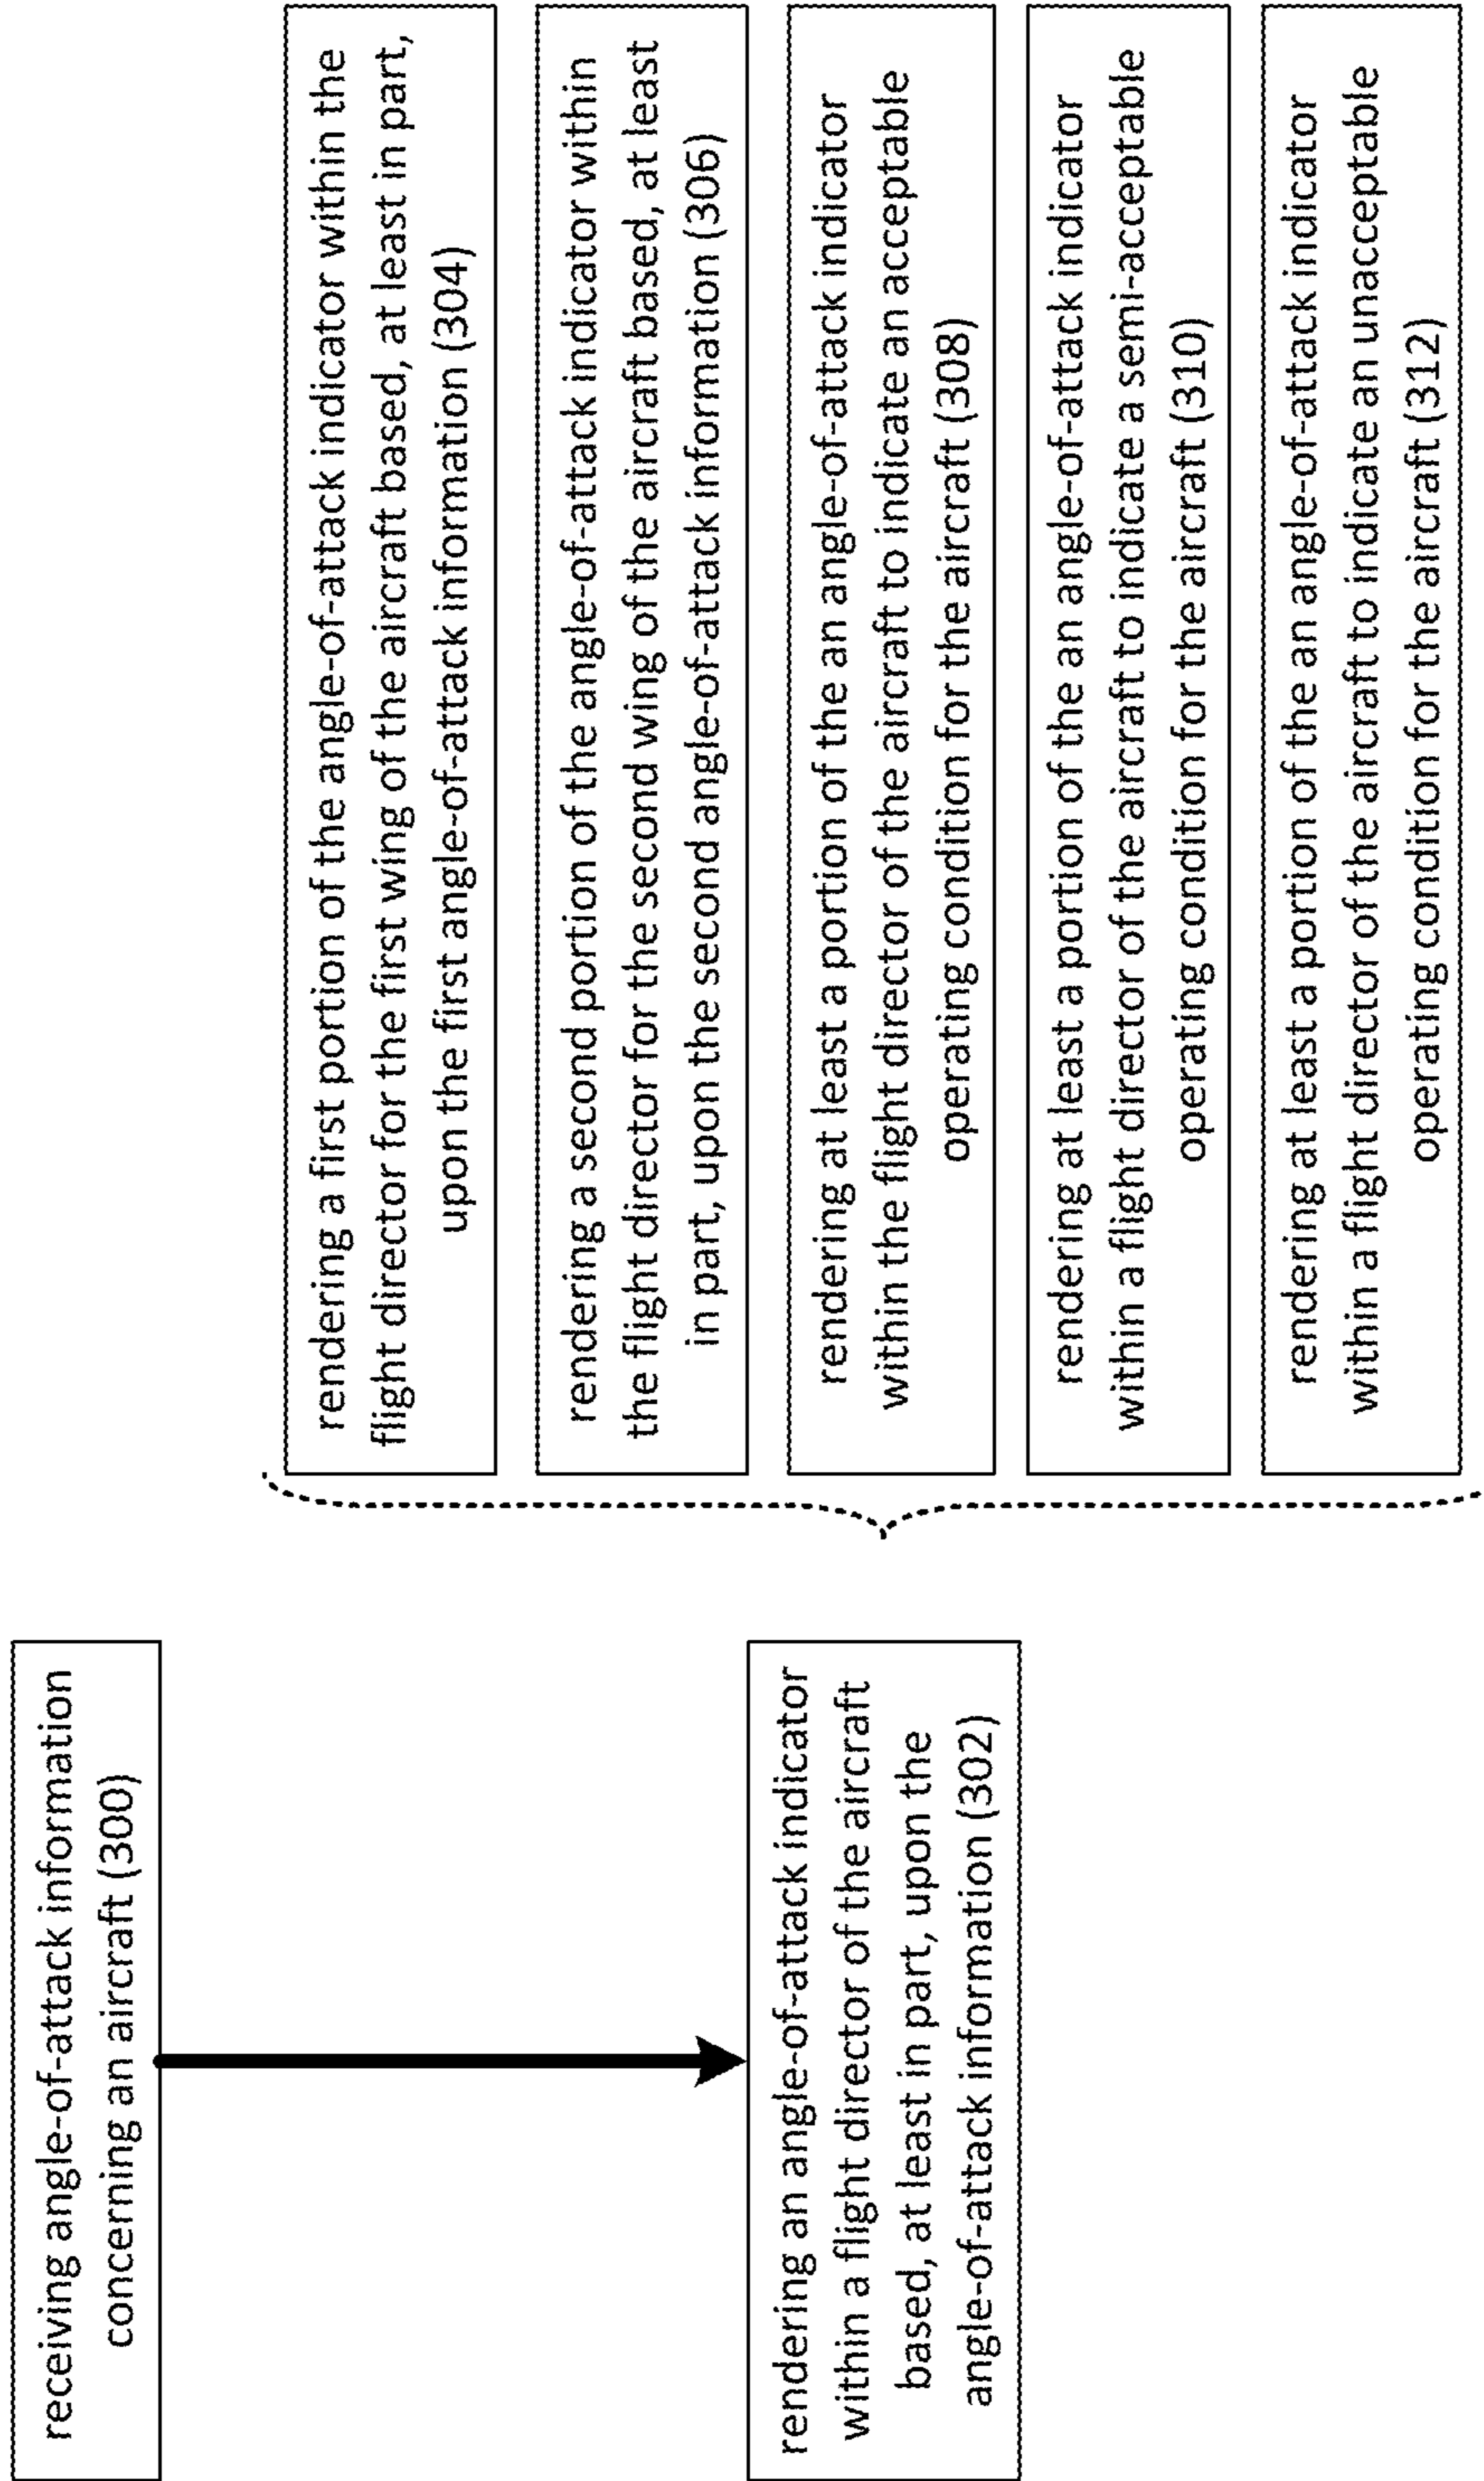 receiving angle-of-attack information
concerning an aircraft (300)
rendering an angle-of-attack indicator
within a flight director of the aircraft
based, at least in part, upon the
angle-of-attack information (302)
rendering a first portion of the angle-of-attack indicator within the
flight director for the first wing of the aircraft based, at least in part,
upon the first angle-of-attack information (304)
rendering a second portion of the angle-of-attack indicator within
the flight director for the second wing of the aircraft based, at least
in part, upon the second angle-of-attack information (306)
rendering at least a portion of the an angle-of-attack indicator
within the flight director of the aircraft to indicate an acceptable
operating condition for the aircraft (308)
rendering at least a portion of the an angle-of-attack indicator
within a flight director of the aircraft to indicate a semi-acceptable
operating condition for the aircraft (310)
rendering at least a portion of the an angle-of-attack indicator
within a flight director of the aircraft to indicate an unacceptable
operating condition for the aircraft (312)